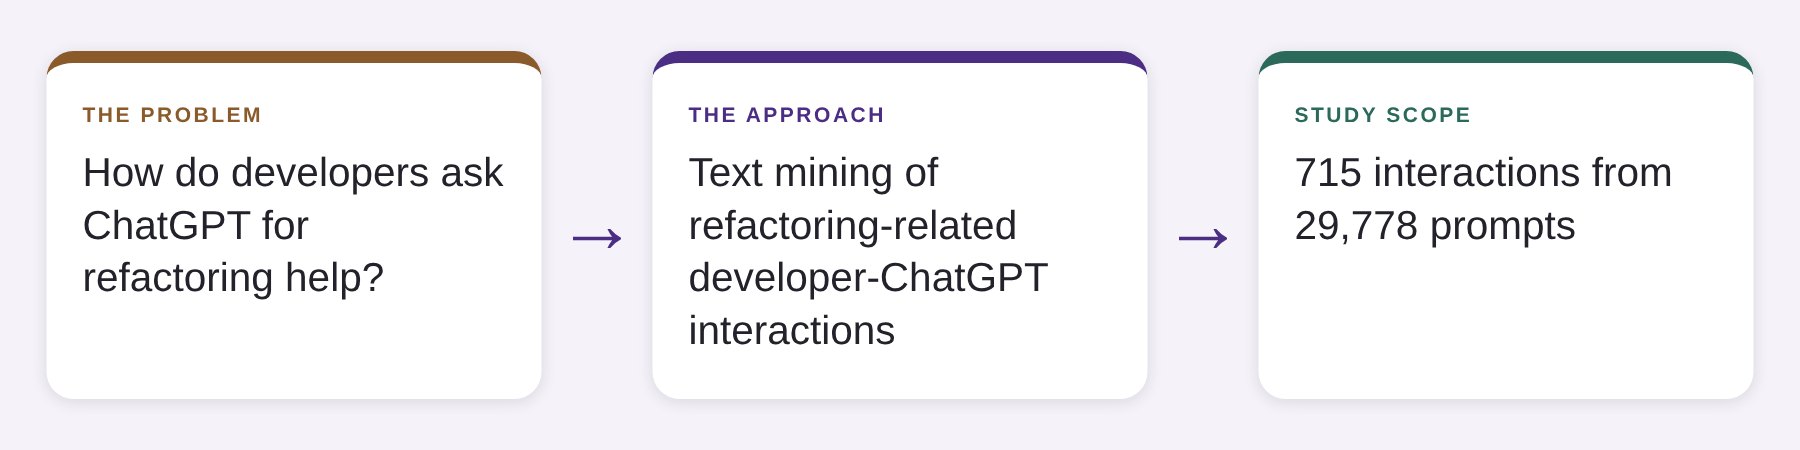 THE PROBLEM
How do developers ask
ChatGPT for
refactoring help?
→
THE APPROACH
Text mining of
refactoring-related
developer-ChatGPT
interactions
→
STUDY SCOPE
715 interactions from
29,778 prompts